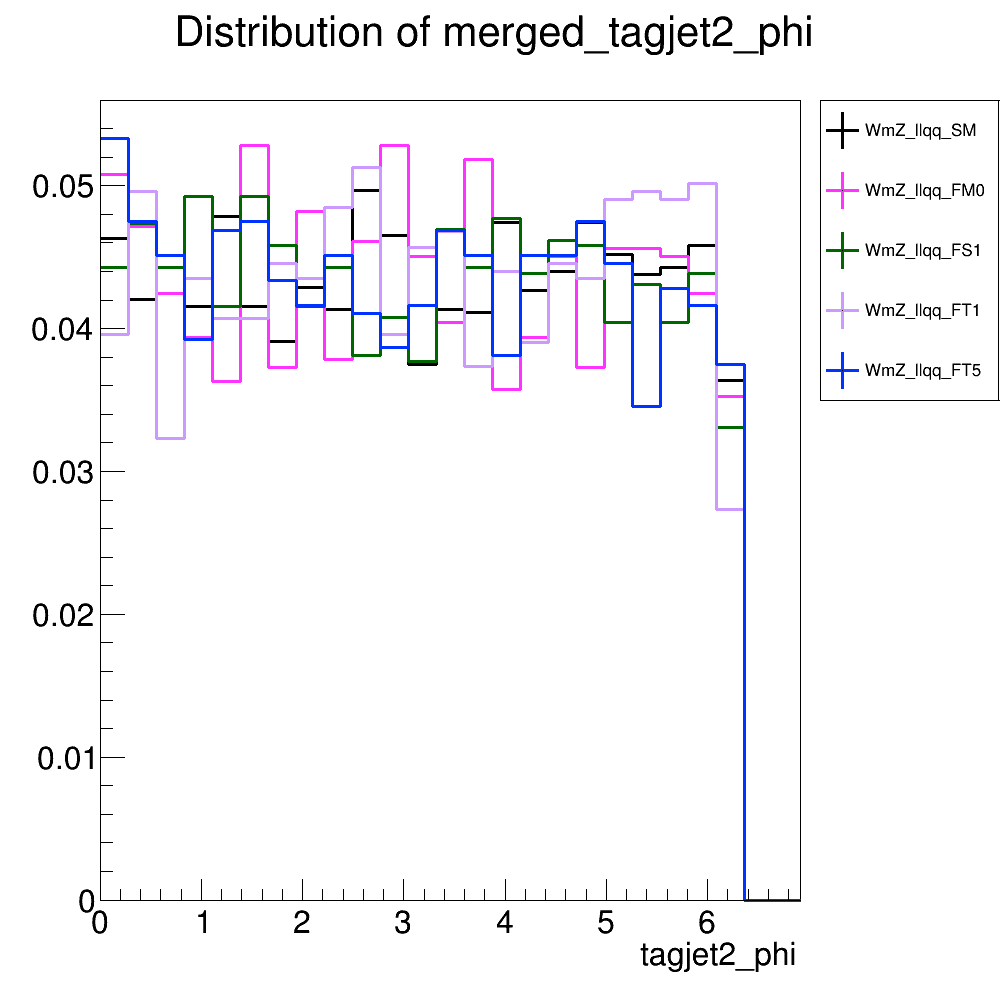 Distribution of merged_tagjet2_phi
WmZ_llqq_SM
WmZ_llqq_FM0
WmZ_llqq_FS1
WmZ_llqq_FT1
WmZ_llqq_FT5
0.05
0.04
0.03
0.02
0.01
0
0 1 2 3 4 5 6
tagjet2_phi